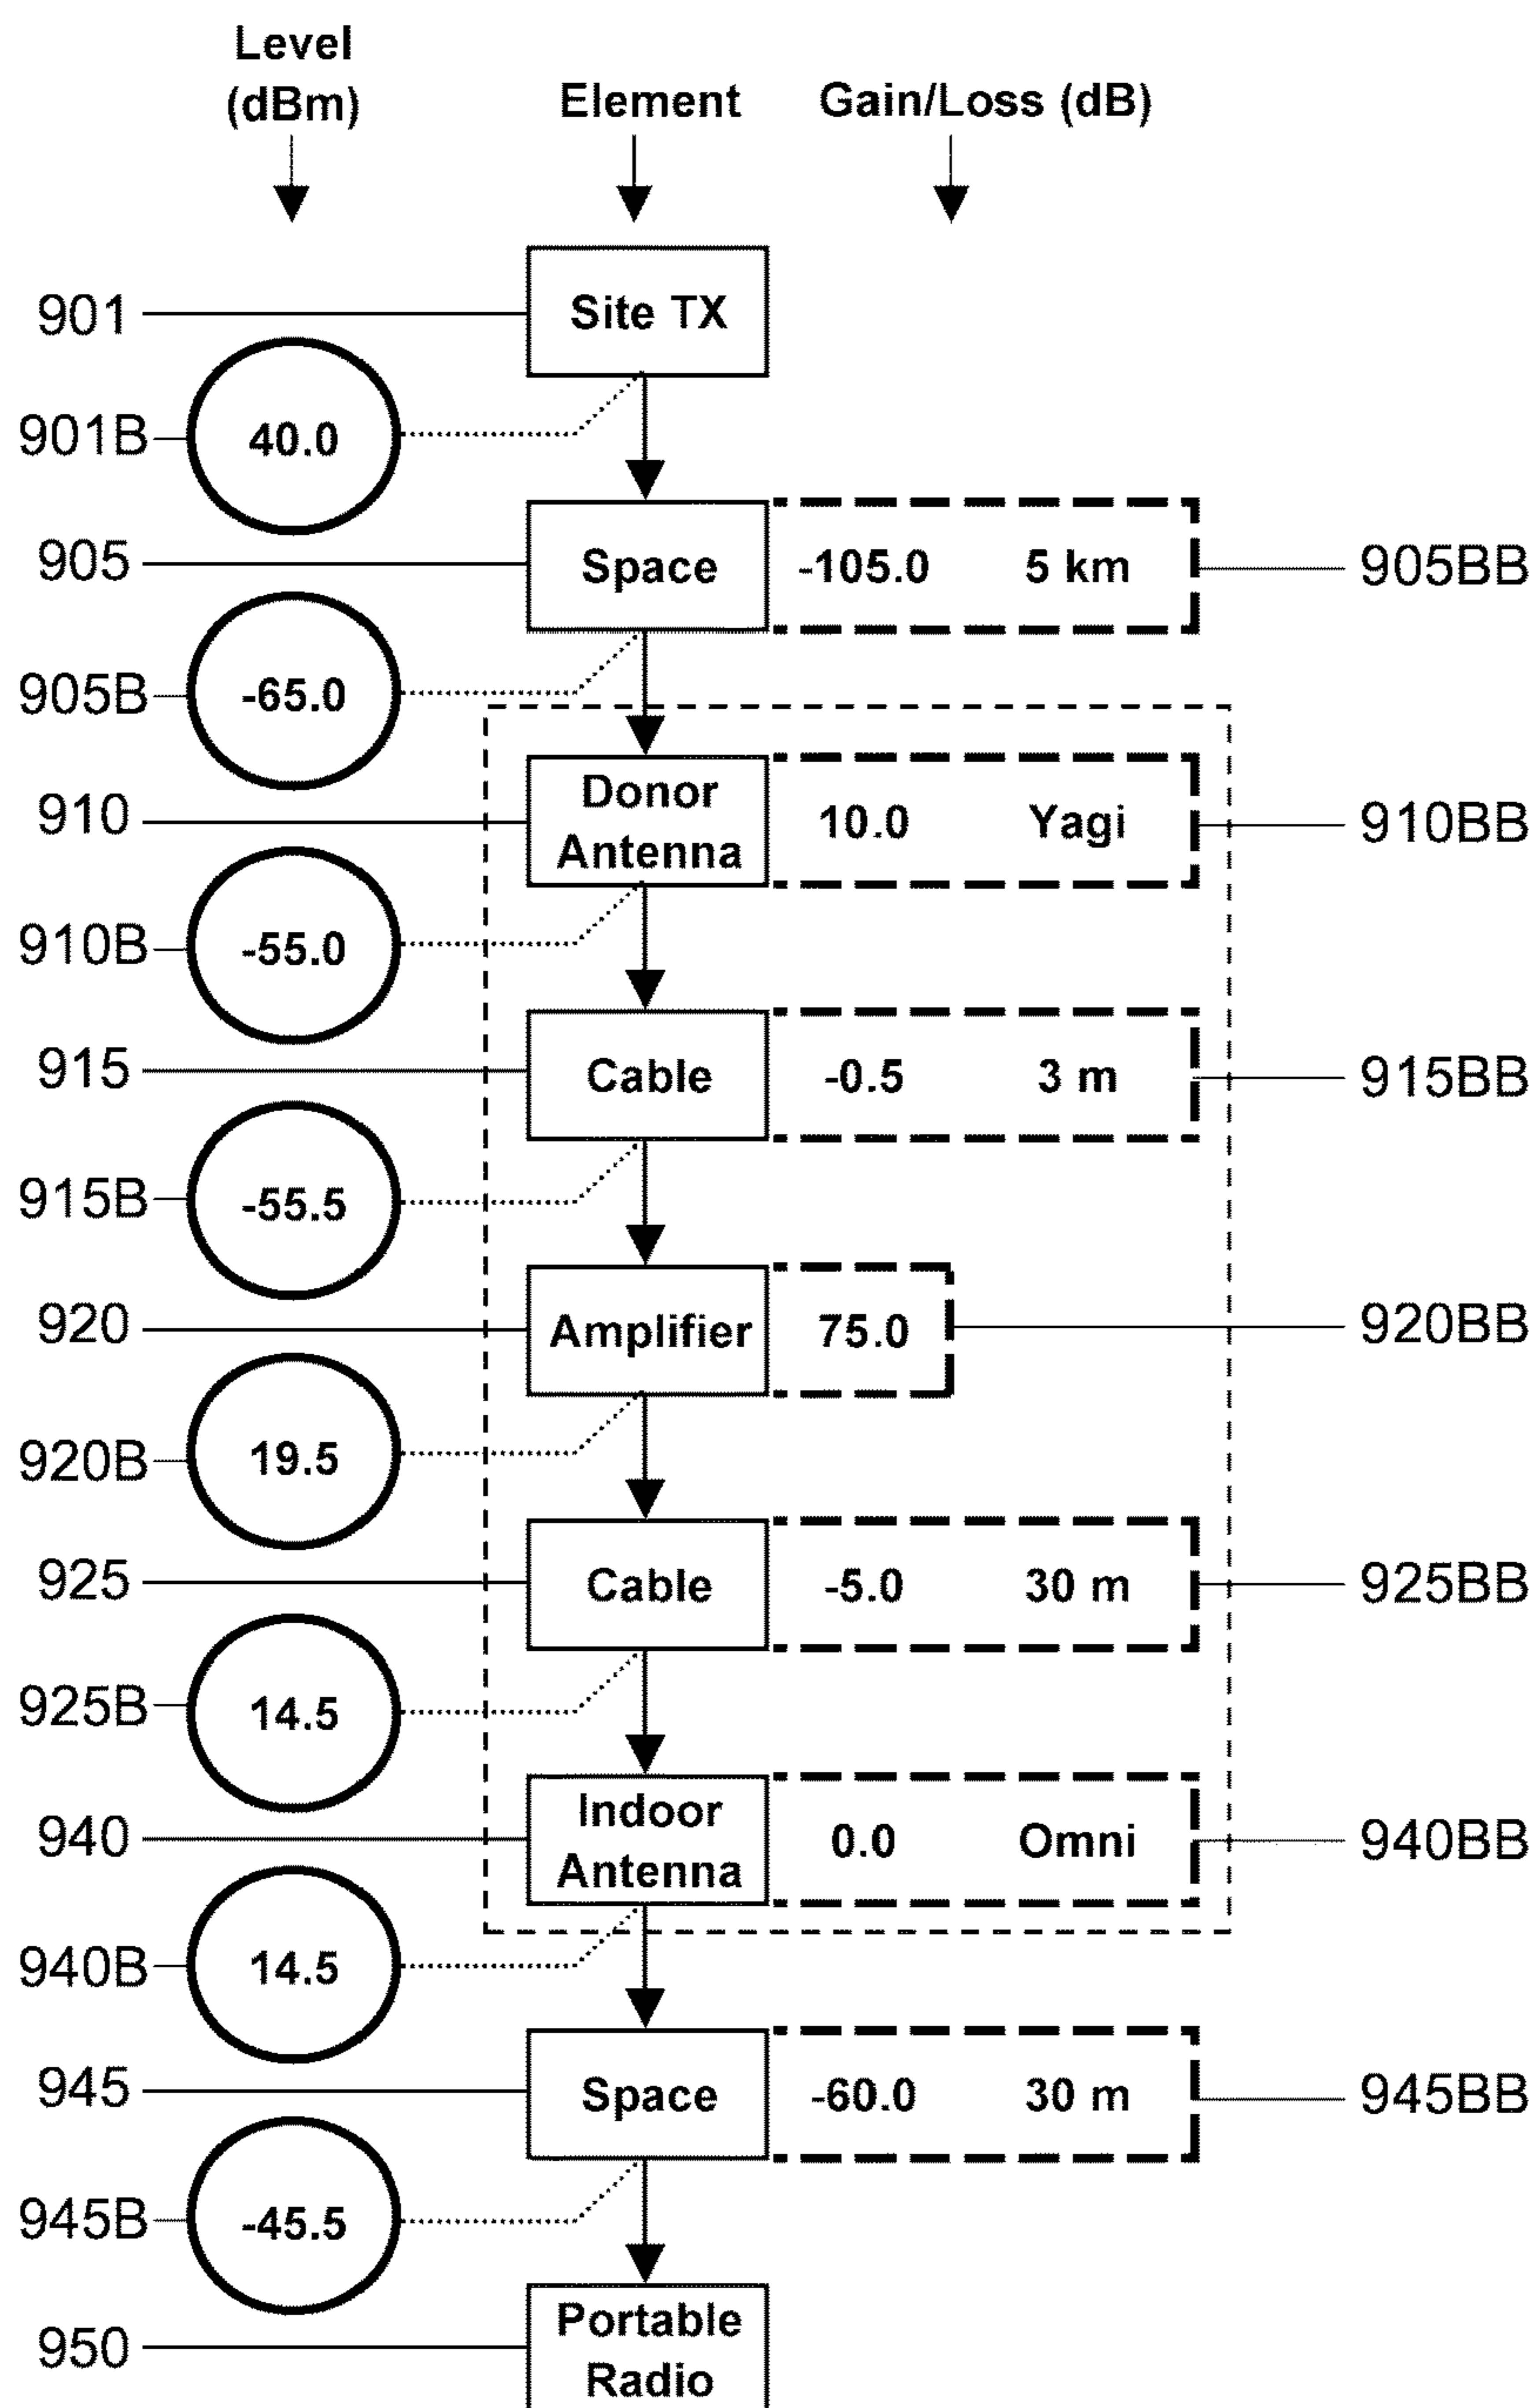 Level
(dBm)
Element
Gain/Loss (dB)
901
Site TX
901B
40.0
905
Space
-105.0 5 km
905BB
905B
-65.0
910
Donor
Antenna
10.0 Yagi
910BB
910B
-55.0
915
Cable
-0.5 3 m
915BB
915B
-55.5
920
Amplifier
75.0
920BB
920B
19.5
925
Cable
-5.0 30 m
925BB
925B
14.5
940
Indoor
Antenna
0.0 Omni
940BB
940B
14.5
945
Space
-60.0 30 m
945BB
945B
-45.5
950
Portable
Radio